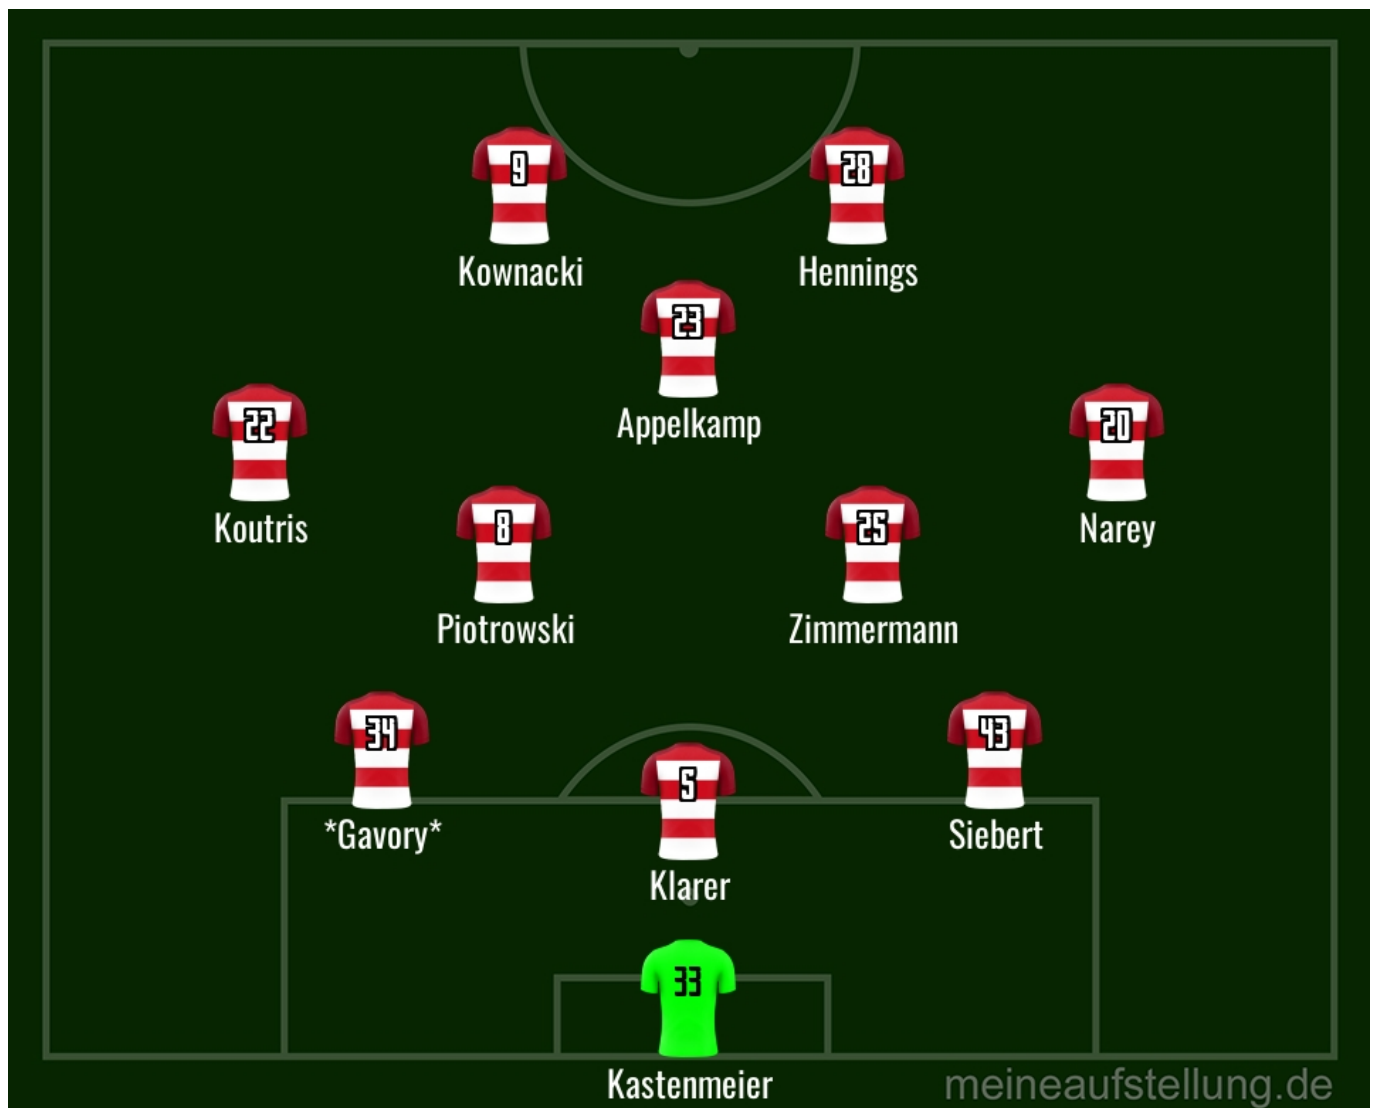 9
28
Kownacki
Hennings
23
Appelkamp
22
20
Koutris
Narey
8
25
Piotrowski
Zimmermann
34
43
*Gavory*
Siebert
5
Klarer
33
Kastenmeier
meineaufstellung.de